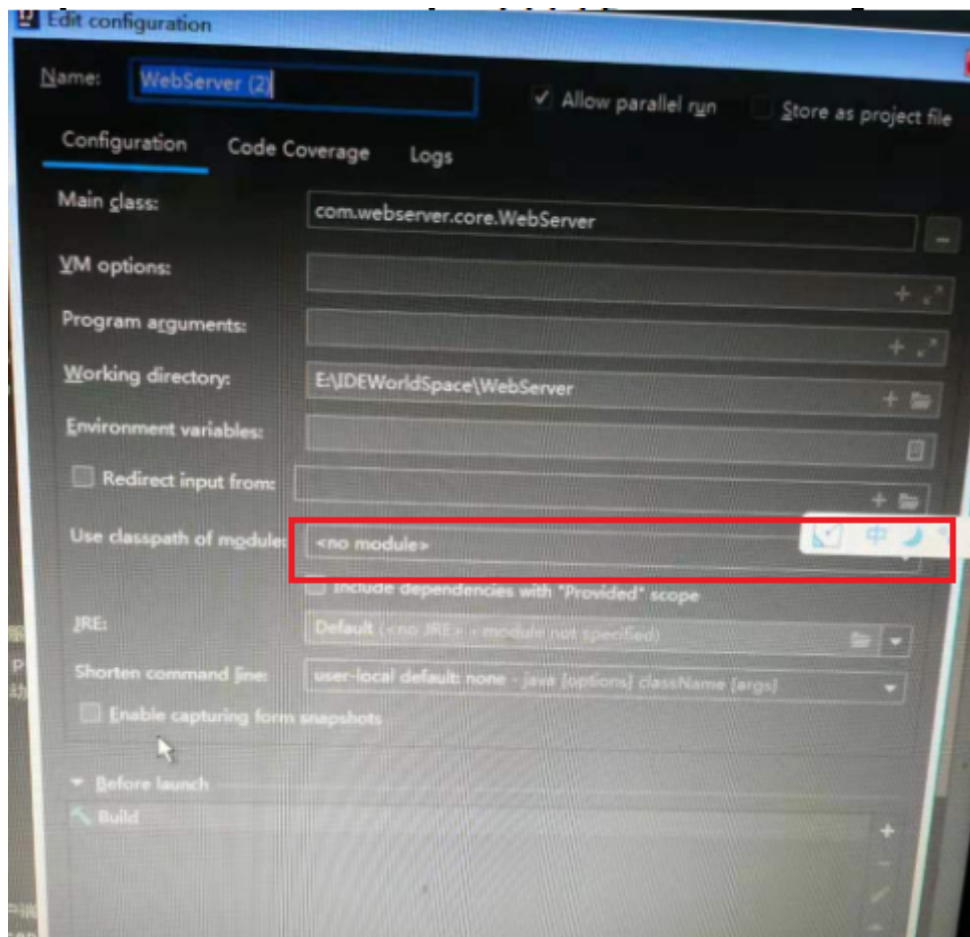 Edit configuration
Name: WebServer (2) Allow parallel run Store as project file
Configuration Code Coverage Logs
Main class: com.webserver.core.WebServer
VM options:
Program arguments:
Working directory: E:\IDEWorldSpace\WebServer
Environment variables:
Redirect input from:
Use classpath of module: <no module> 中
Include dependencies with "Provided" scope
JRE: Default (<no JRE> - module not specified)
Shorten command line: user-local default: none - java [options] className [args]
Enable capturing form snapshots
Before launch
Build